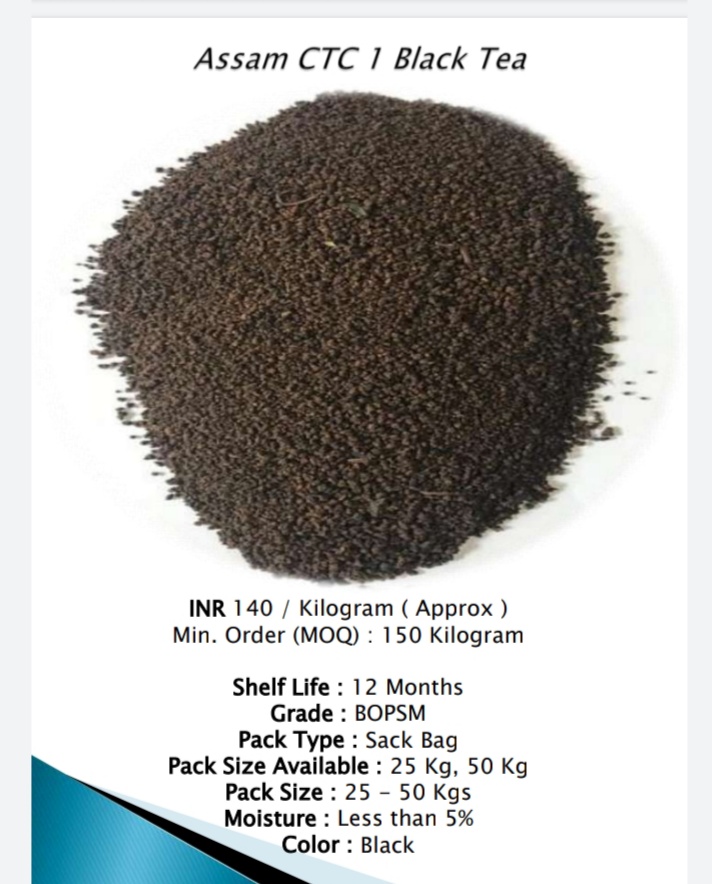 Assam CTC 1 Black Tea
INR 140 / Kilogram ( Approx )
Min. Order (MOQ) : 150 Kilogram
Shelf Life : 12 Months
Grade : BOPSM
Pack Type : Sack Bag
Pack Size Available : 25 Kg, 50 Kg
Pack Size : 25 – 50 Kgs
Moisture : Less than 5%
Color : Black